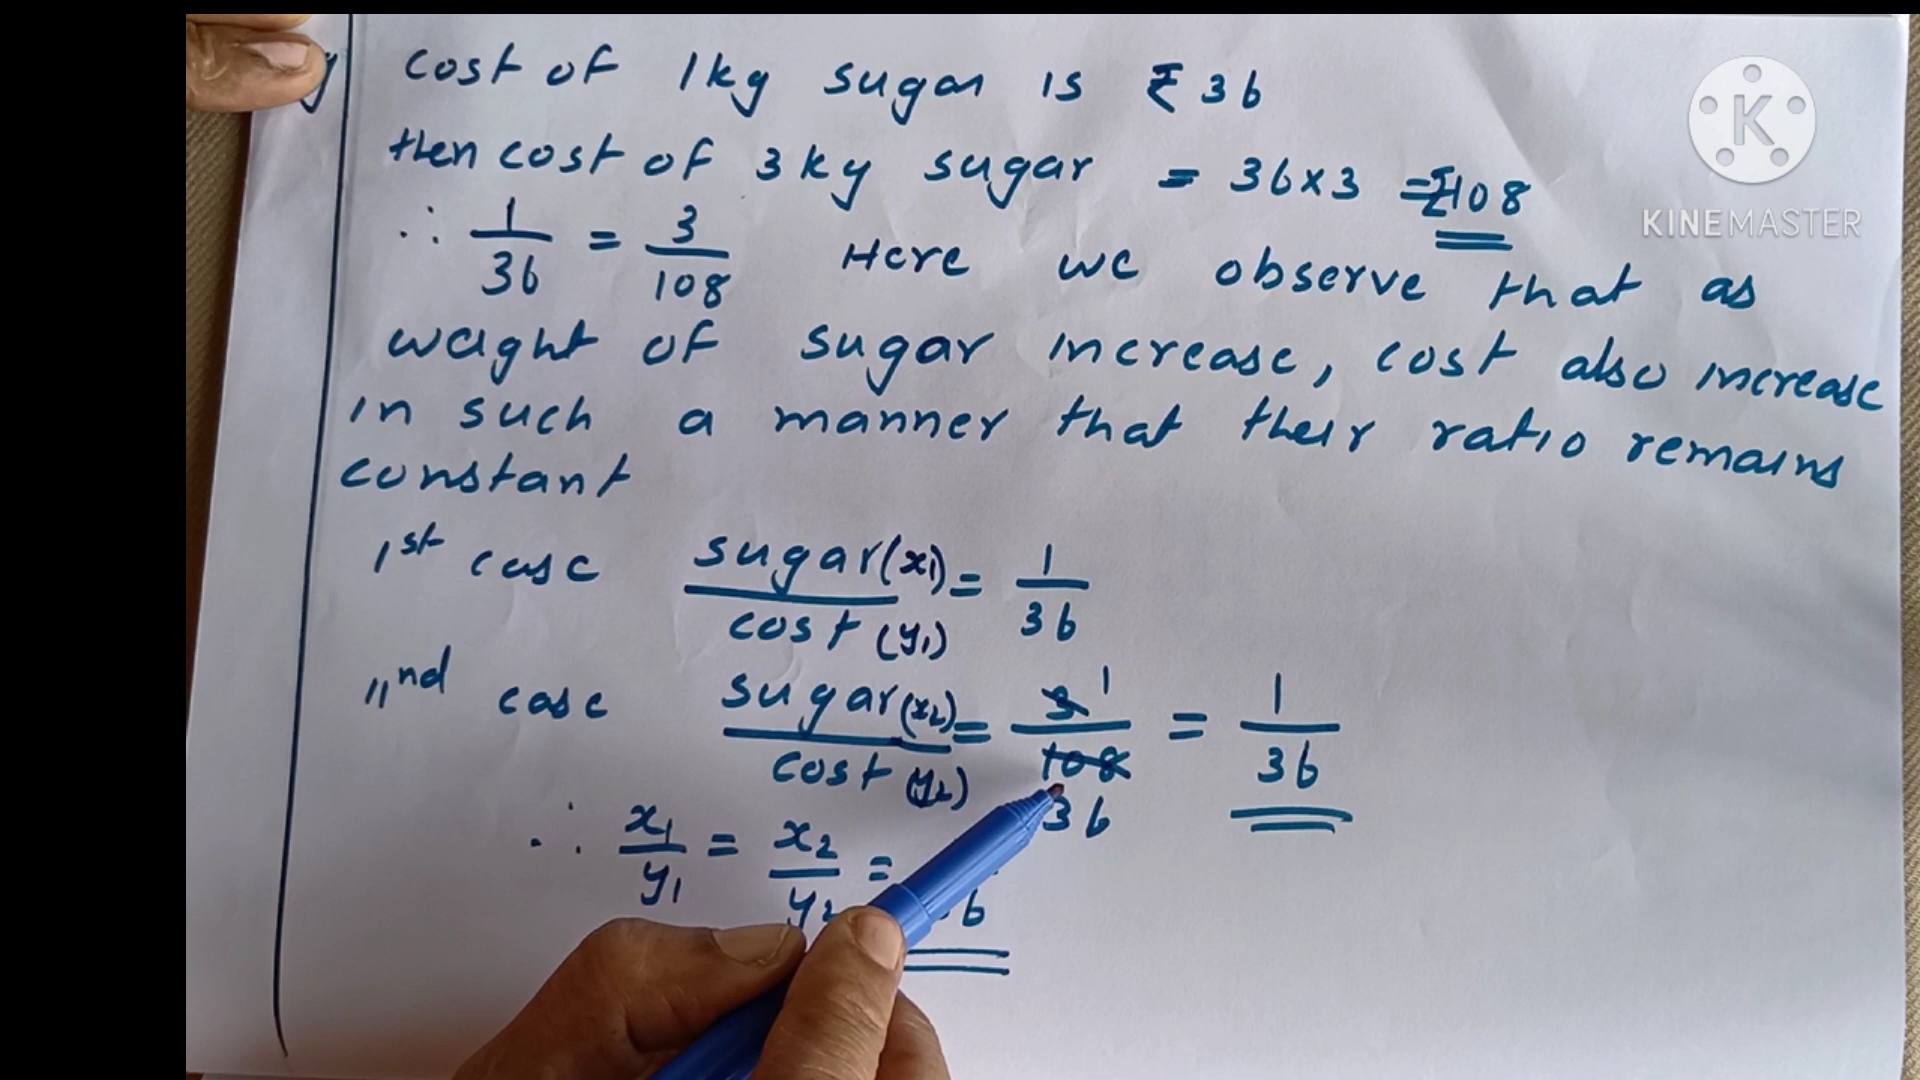 cost of 1kg sugar is ₹36
then cost of 3kg sugar = 36×3 = ₹108
∴ 1/36 = 3/108 Here we observe that as
weight of sugar increase, cost also increase
in such a manner that their ratio remains
constant
1st case sugar(x1)/cost(y1) = 1/36
11nd case sugar(x2)/cost(y2) = 3 1/108 36 = 1/36
∴ x1/y1 = x2/y2 =
KINEMASTER